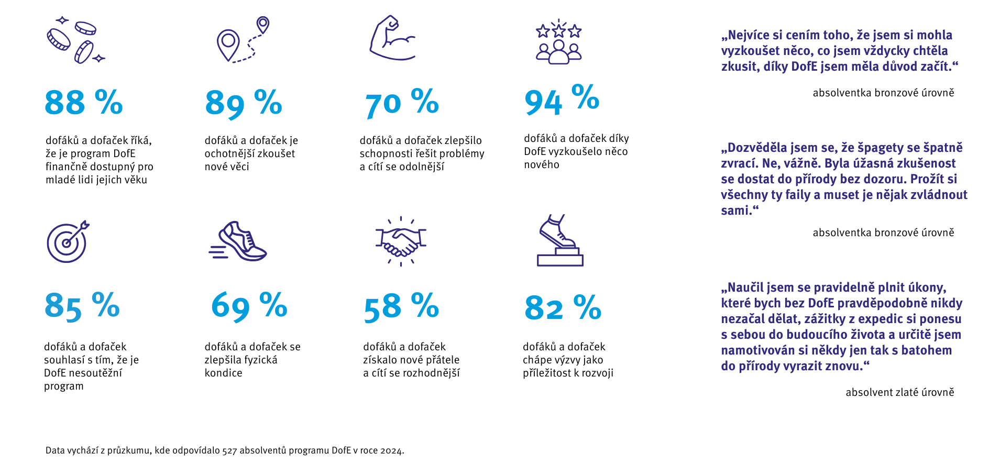 88 %
dofáků a dofaček říká,
že je program DofE
finančně dostupný pro
mladé lidi jejich věku
89 %
dofáků a dofaček je
ochotnější zkoušet
nové věci
70 %
dofáků a dofaček zlepšilo
schopnosti řešit problémy
a cítí se odolnější
94 %
dofáků a dofaček díky
DofE vyzkoušelo něco
nového
85 %
dofáků a dofaček
souhlasí s tím, že je
DofE nesoutěžní
program
69 %
dofáků a dofaček se
zlepšila fyzická
kondice
58 %
dofáků a dofaček
získalo nové přátele
a cítí se rozhodnější
82 %
dofáků a dofaček
chápe výzvy jako
příležitost k rozvoji
„Nejvíce si cením toho, že jsem si mohla
vyzkoušet něco, co jsem vždycky chtěla
zkusit, díky DofE jsem měla důvod začít.“
absolventka bronzové úrovně
„Dozvěděla jsem se, že špagety se špatně
zvrací. Ne, vážně. Byla úžasná zkušenost
se dostat do přírody bez dozoru. Prožít si
všechny ty faily a muset je nějak zvládnout
sami.“
absolventka bronzové úrovně
„Naučil jsem se pravidelně plnit úkony,
které bych bez DofE pravděpodobně nikdy
nezačal dělat, zážitky z expedic si ponesu
s sebou do budoucího života a určitě jsem
namotivován si někdy jen tak s batohem
do přírody vyrazit znovu.“
absolvent zlaté úrovně
Data vychází z průzkumu, kde odpovídalo 527 absolventů programu DofE v roce 2024.